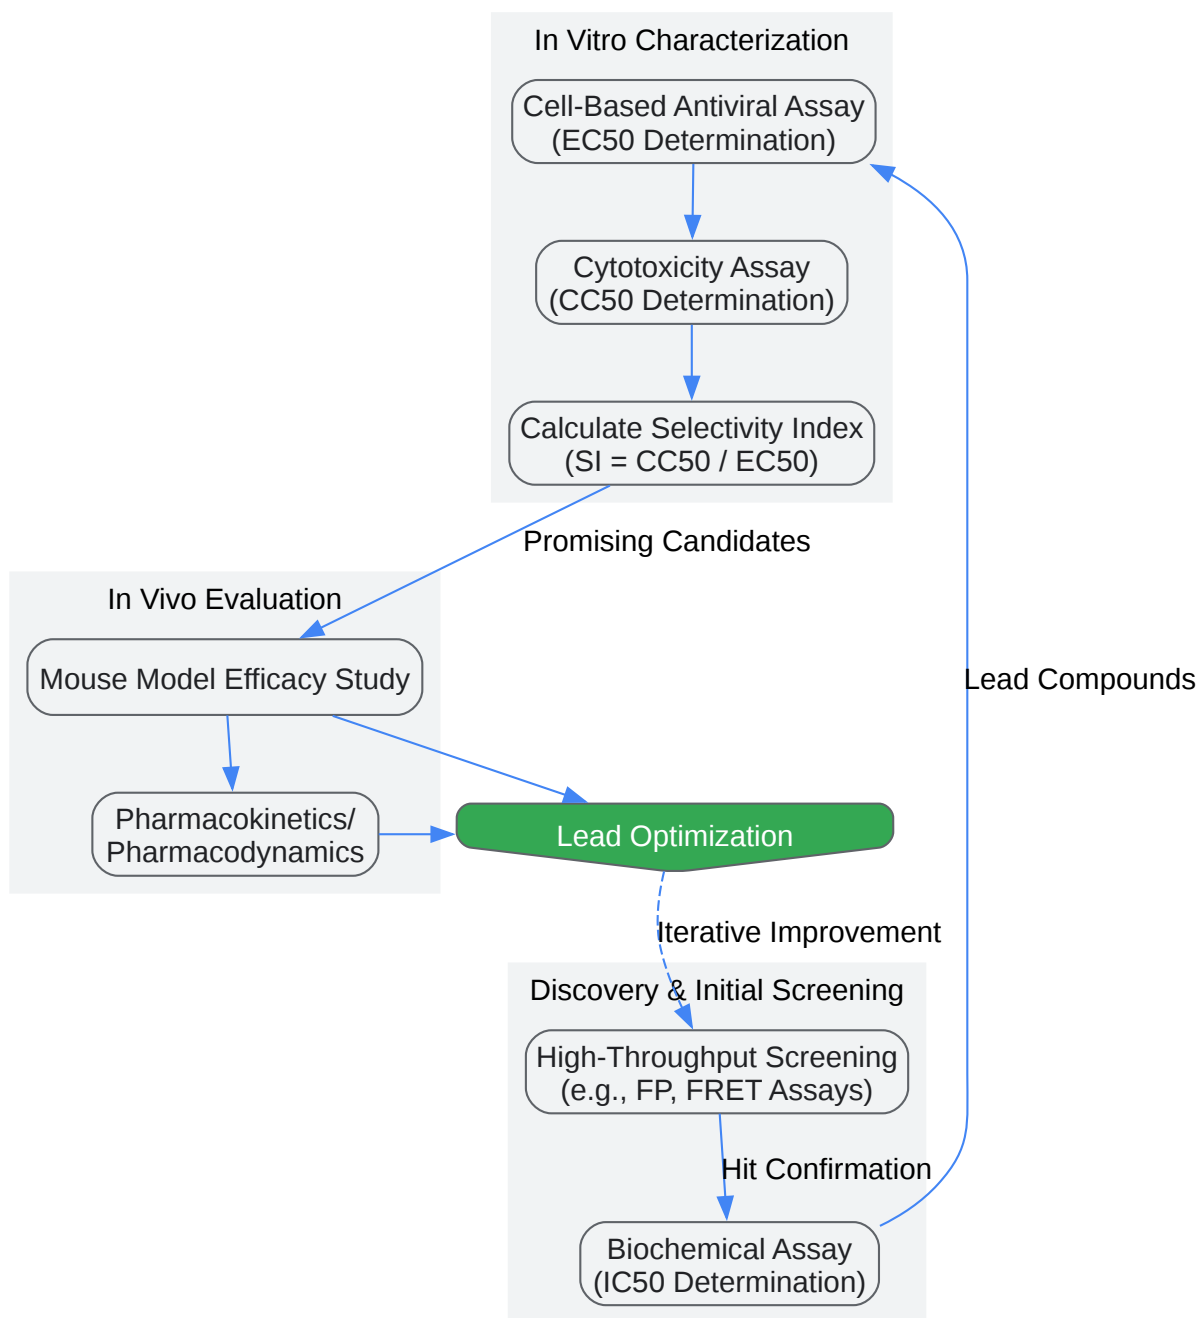 In Vitro Characterization
Cell-Based Antiviral Assay
(EC50 Determination)
Cytotoxicity Assay
(CC50 Determination)
Calculate Selectivity Index
(SI = CC50 / EC50)
Promising Candidates
In Vivo Evaluation
Mouse Model Efficacy Study
Lead Compounds
Pharmacokinetics/
Pharmacodynamics
Lead Optimization
Iterative Improvement
Discovery & Initial Screening
High-Throughput Screening
(e.g., FP, FRET Assays)
Hit Confirmation
Biochemical Assay
(IC50 Determination)